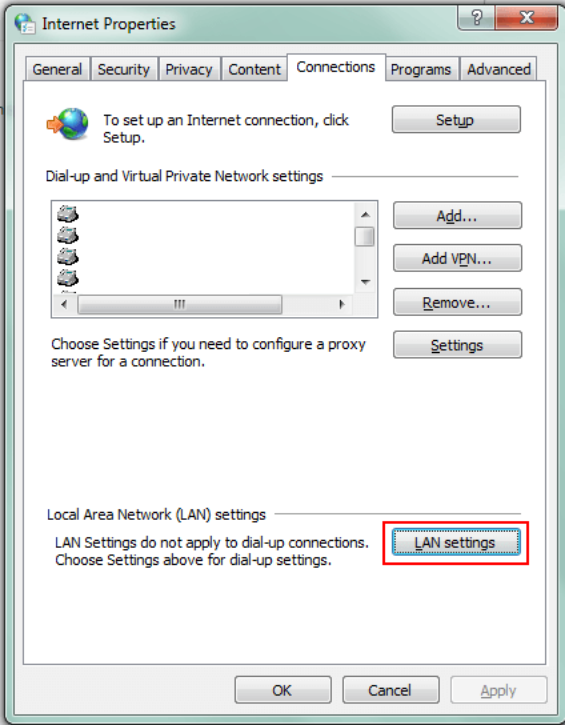 Internet Properties
General Security Privacy Content Connections Programs Advanced
To set up an Internet connection, click
Setup.
Setup
Dial-up and Virtual Private Network settings
Add...
Add VPN...
Remove...
Choose Settings if you need to configure a proxy
server for a connection.
Settings
Local Area Network (LAN) settings
LAN Settings do not apply to dial-up connections.
Choose Settings above for dial-up settings.
LAN settings
OK Cancel Apply